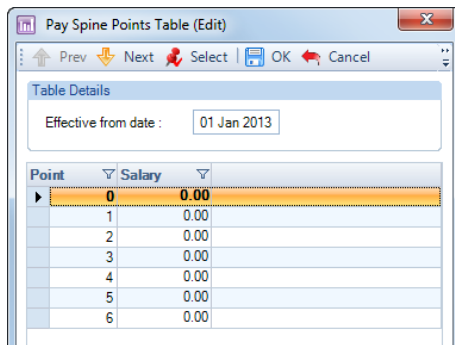 Pay Spine Points Table (Edit)
Prev Next Select OK Cancel
Table Details
Effective from date : 01 Jan 2013
Point Salary
0 0.00
1 0.00
2 0.00
3 0.00
4 0.00
5 0.00
6 0.00